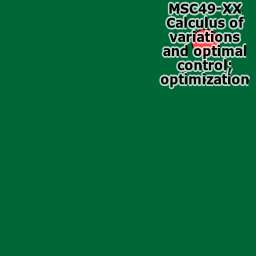 MSC49-XX
Calculus of
variations
and optimal
control;
optimization